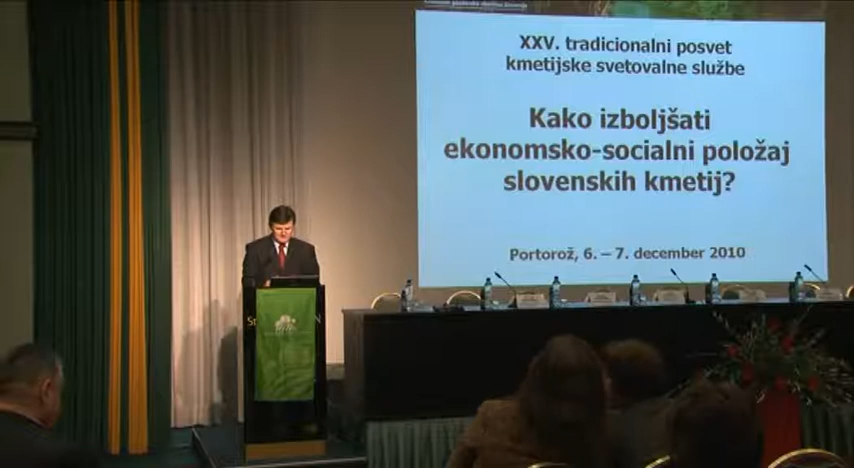 XXV. tradicionalni posvet
kmetijske svetovalne službe
Kako izboljšati
ekonomsko-socialni položaj
slovenskih kmetij?
Portorož, 6. – 7. december 2010